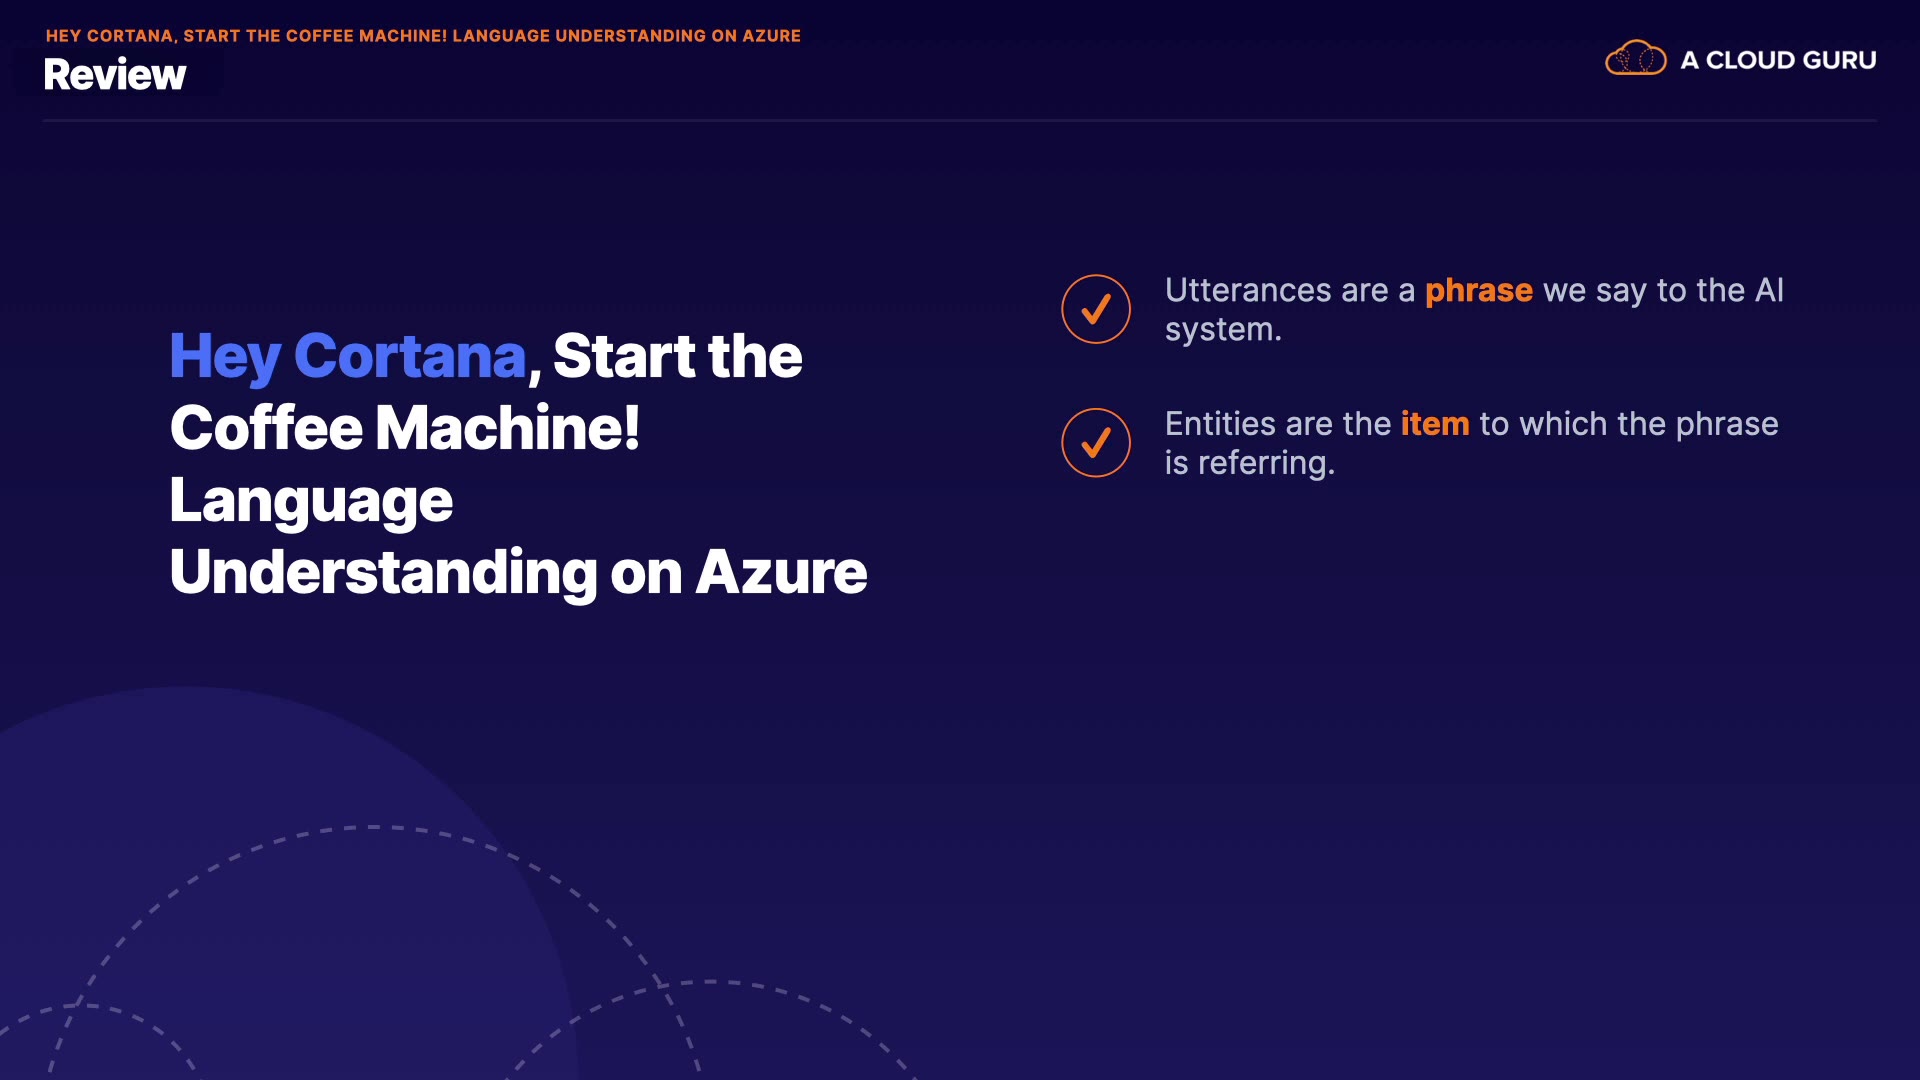 HEY CORTANA, START THE COFFEE MACHINE! LANGUAGE UNDERSTANDING ON AZURE
Review
A CLOUD GURU
Hey Cortana, Start the
Coffee Machine!
Language
Understanding on Azure
Utterances are a phrase we say to the AI
system.
Entities are the item to which the phrase
is referring.